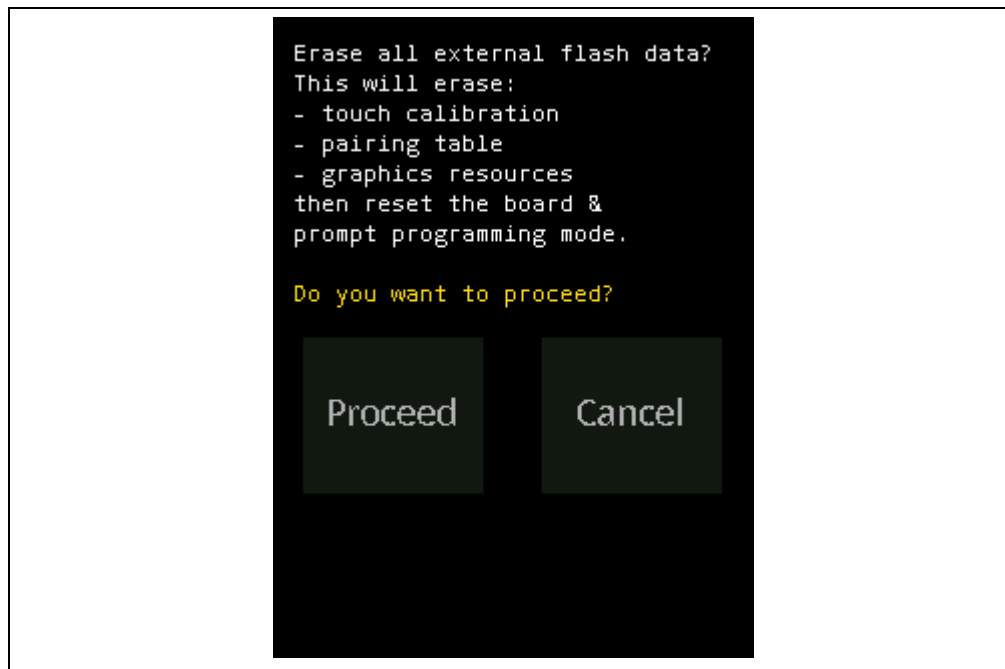 Erase all external flash data?
This will erase:
- touch calibration
- pairing table
- graphics resources
then reset the board &
prompt programming mode.
Do you want to proceed?
Proceed
Cancel